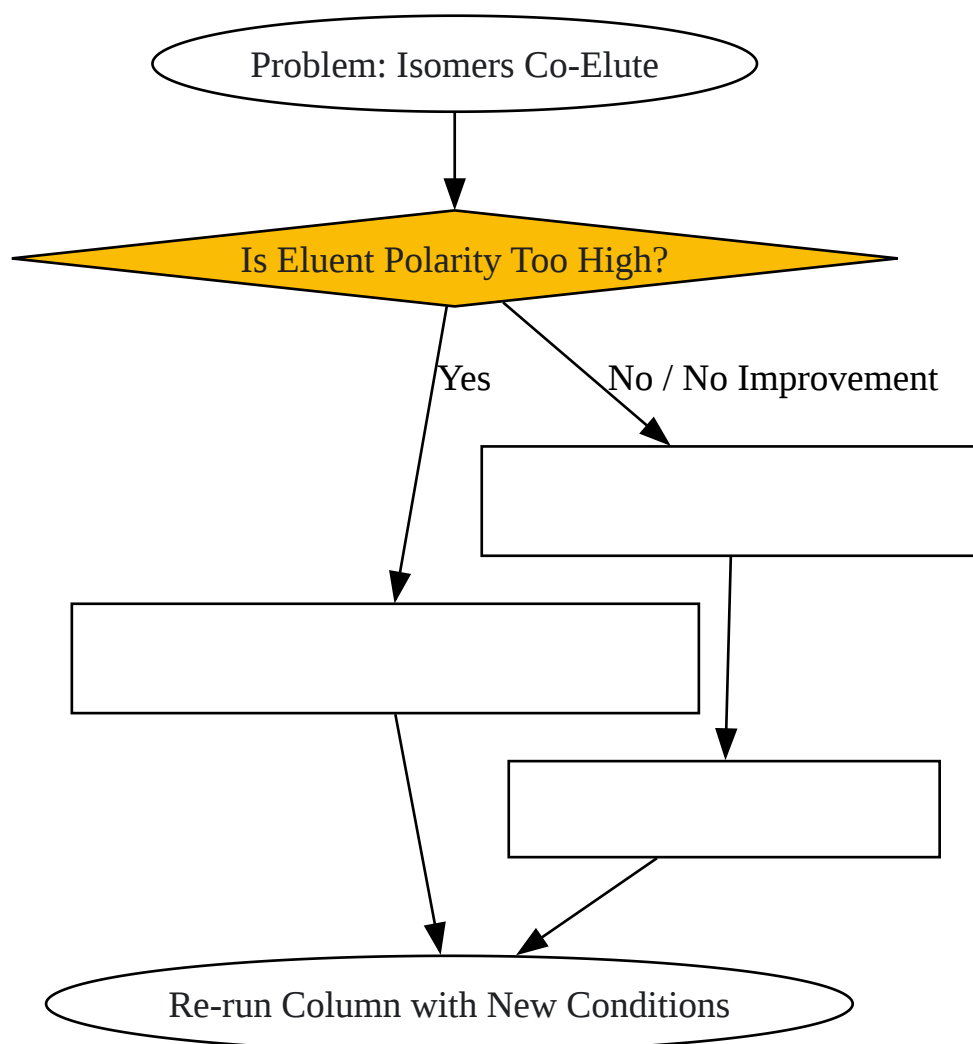 Problem: Isomers Co-Elute
Is Eluent Polarity Too High?
Yes
No / No Improvement
Re-run Column with New Conditions